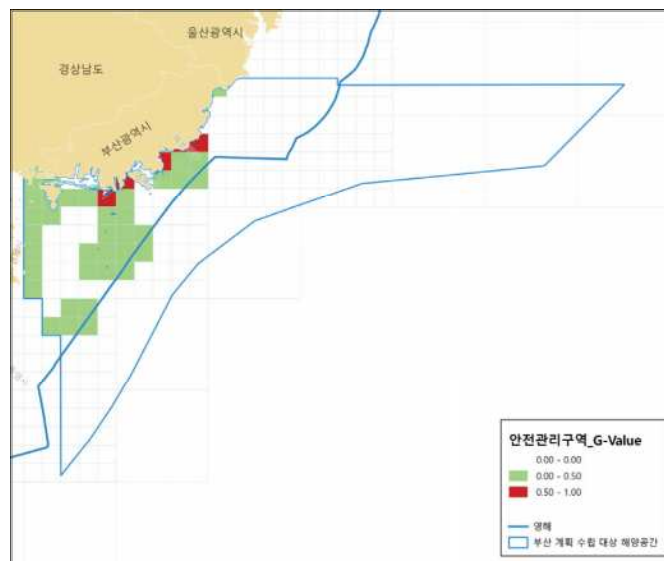 울산광역시
경상남도
부산광역시
안전관리구역_G-Value
0.00 - 0.00
0.00 - 0.50
0.50 - 1.00
영해
부산 계획 수립 대상 해양공간